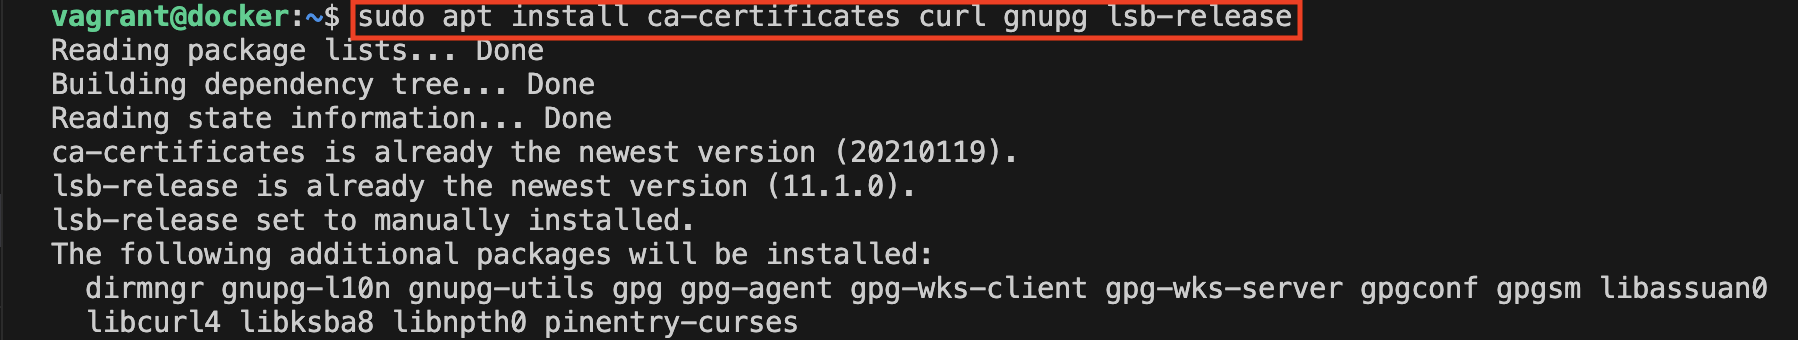 vagrant@docker:~$ sudo apt install ca-certificates curl gnupg lsb-release
Reading package lists... Done
Building dependency tree... Done
Reading state information... Done
ca-certificates is already the newest version (20210119).
lsb-release is already the newest version (11.1.0).
lsb-release set to manually installed.
The following additional packages will be installed:
  dirmngr gnupg-l10n gnupg-utils gpg gpg-agent gpg-wks-client gpg-wks-server gpgconf gpgsm libassuan0
  libcurl4 libksba8 libnpth0 pinentry-curses